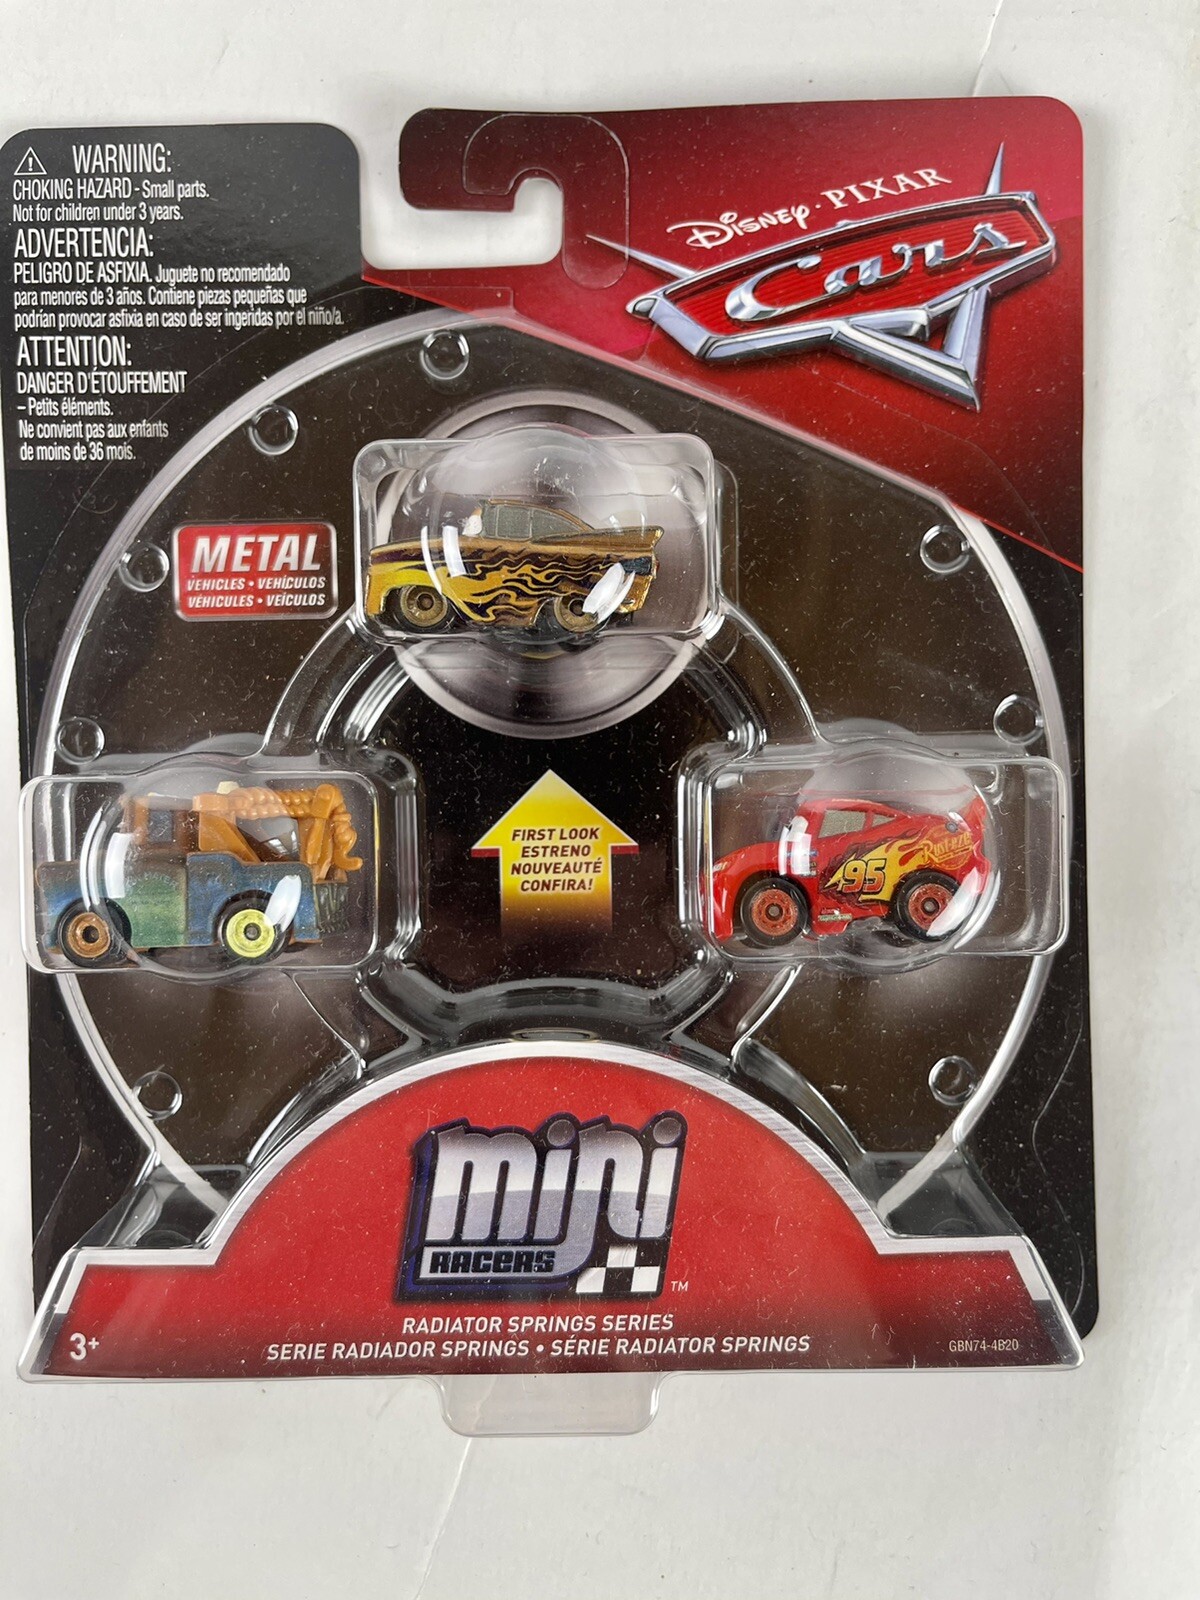 WARNING:
CHOKING HAZARD - Small parts.
Not for children under 3 years.
ADVERTENCIA:
PELIGRO DE ASFIXIA. Juguete no recomendado
para menores de 3 años. Contiene piezas pequeñas que
podrían provocar asfixia en caso de ser ingeridas por el niño/a.
ATTENTION:
DANGER D'ÉTOUFFEMENT
– Petits éléments.
Ne convient pas aux enfants
de moins de 36 mois.
Disney · PIXAR
Cars
METAL
VEHICLES • VEHÍCULOS
VÉHICULES • VEÍCULOS
FIRST LOOK
ESTRENO
NOUVEAUTÉ
CONFIRA!
Rust-eze
95
mini
RACERS
TM
RADIATOR SPRINGS SERIES
SERIE RADIADOR SPRINGS • SÉRIE RADIATOR SPRINGS
3+
GBN74-4B20